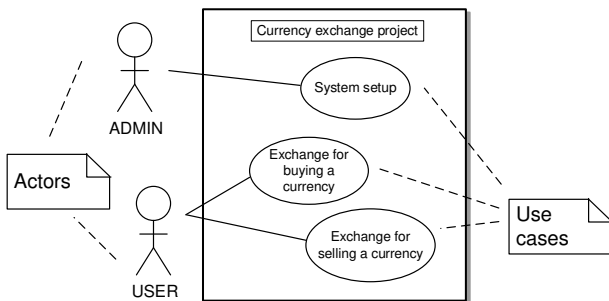 Currency exchange project
System setup
ADMIN
Exchange for
buying a
currency
Actors
Use
cases
Exchange for
selling a currency
USER